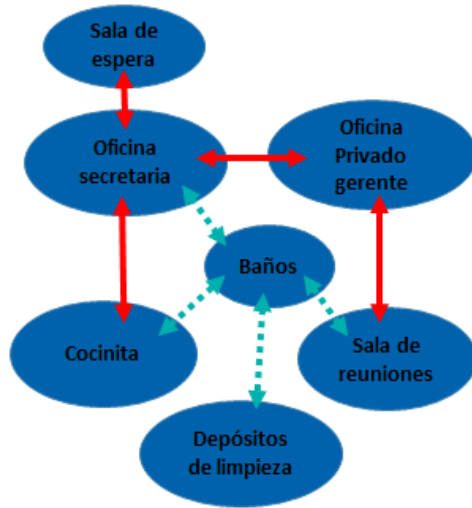 Sala de
espera
Oficina
secretaria
Oficina
Privado
gerente
Baños
Cocinita
Sala de
reuniones
Depósitos
de limpieza